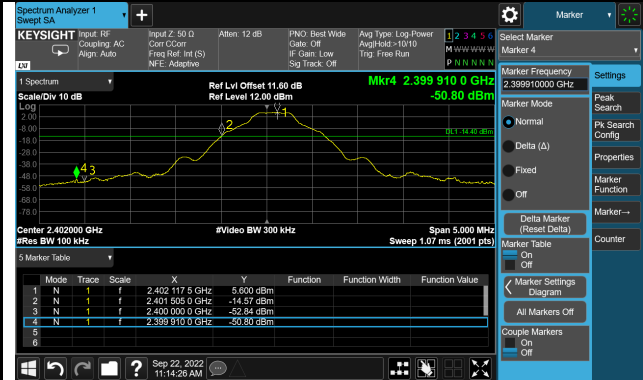 Spectrum Analyzer 1
Swept SA
+
Marker
KEYSIGHT
Input: RF
Coupling: AC
Align: Auto
Input Z: 50 Ω
Corr CCorr
Freq Ref: Int (S)
NFE: Adaptive
Atten: 12 dB
PNO: Best Wide
Gate: Off
IF Gain: Low
Sig Track: Off
Avg Type: Log-Power
Avg|Hold:>10/10
Trig: Free Run
1 2 3 4 5 6
M W W W W W
P N N N N N
LXI
Select Marker
Marker 4
1 Spectrum
Scale/Div 10 dB
Ref Lvl Offset 11.60 dB
Ref Level 12.00 dBm
Mkr4 2.399 910 0 GHz
-50.80 dBm
Log
2.00
-8.00
-18.0
-28.0
-38.0
-48.0
-58.0
-68.0
-78.0
1
2
4
3
DL1 -14.40 dBm
Center 2.402000 GHz
#Res BW 100 kHz
#Video BW 300 kHz
Span 5.000 MHz
Sweep 1.07 ms (2001 pts)
5 Marker Table
Mode Trace Scale X Y Function Function Width Function Value
1 N 1 f 2.402 117 5 GHz 5.600 dBm
2 N 1 f 2.401 505 0 GHz -14.57 dBm
3 N 1 f 2.400 000 0 GHz -52.84 dBm
4 N 1 f 2.399 910 0 GHz -50.80 dBm
5
6
Marker Frequency
2.399910000 GHz
Marker Mode
Normal
Delta (Δ)
Fixed
Off
Delta Marker
(Reset Delta)
Marker Table
On
Off
Marker Settings
Diagram
All Markers Off
Couple Markers
On
Off
Settings
Peak
Search
Pk Search
Config
Properties
Marker
Function
Marker→
Counter
?
Sep 22, 2022
11:14:26 AM